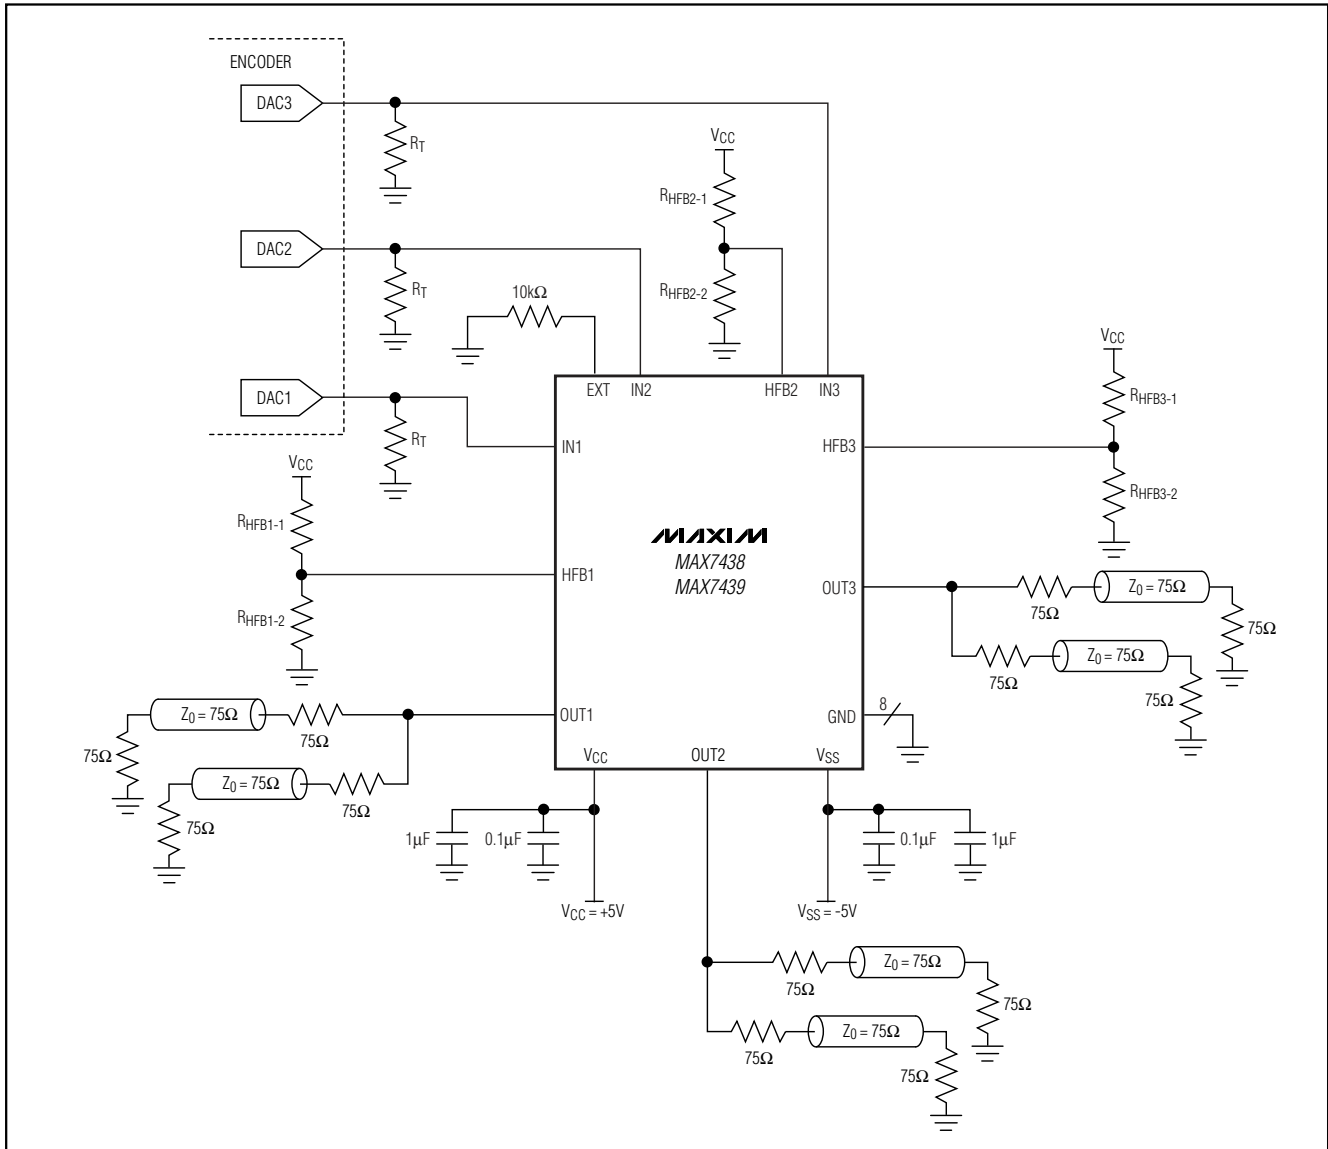 ENCODER
DAC3
RT
VCC
RHFB2-1
DAC2
RT
10kΩ
RHFB2-2
VCC
DAC1
EXT
IN2
HFB2
IN3
RHFB3-1
RT
IN1
HFB3
VCC
RHFB3-2
RHFB1-1
MAXIM
MAX7438
MAX7439
HFB1
OUT3
Z0 = 75Ω
75Ω
75Ω
RHFB1-2
Z0 = 75Ω
75Ω
75Ω
Z0 = 75Ω
75Ω
OUT1
GND
8
75Ω
VCC
OUT2
VSS
Z0 = 75Ω
75Ω
75Ω
1µF
0.1µF
0.1µF
1µF
VCC = +5V
VSS = -5V
Z0 = 75Ω
75Ω
75Ω
Z0 = 75Ω
75Ω
75Ω